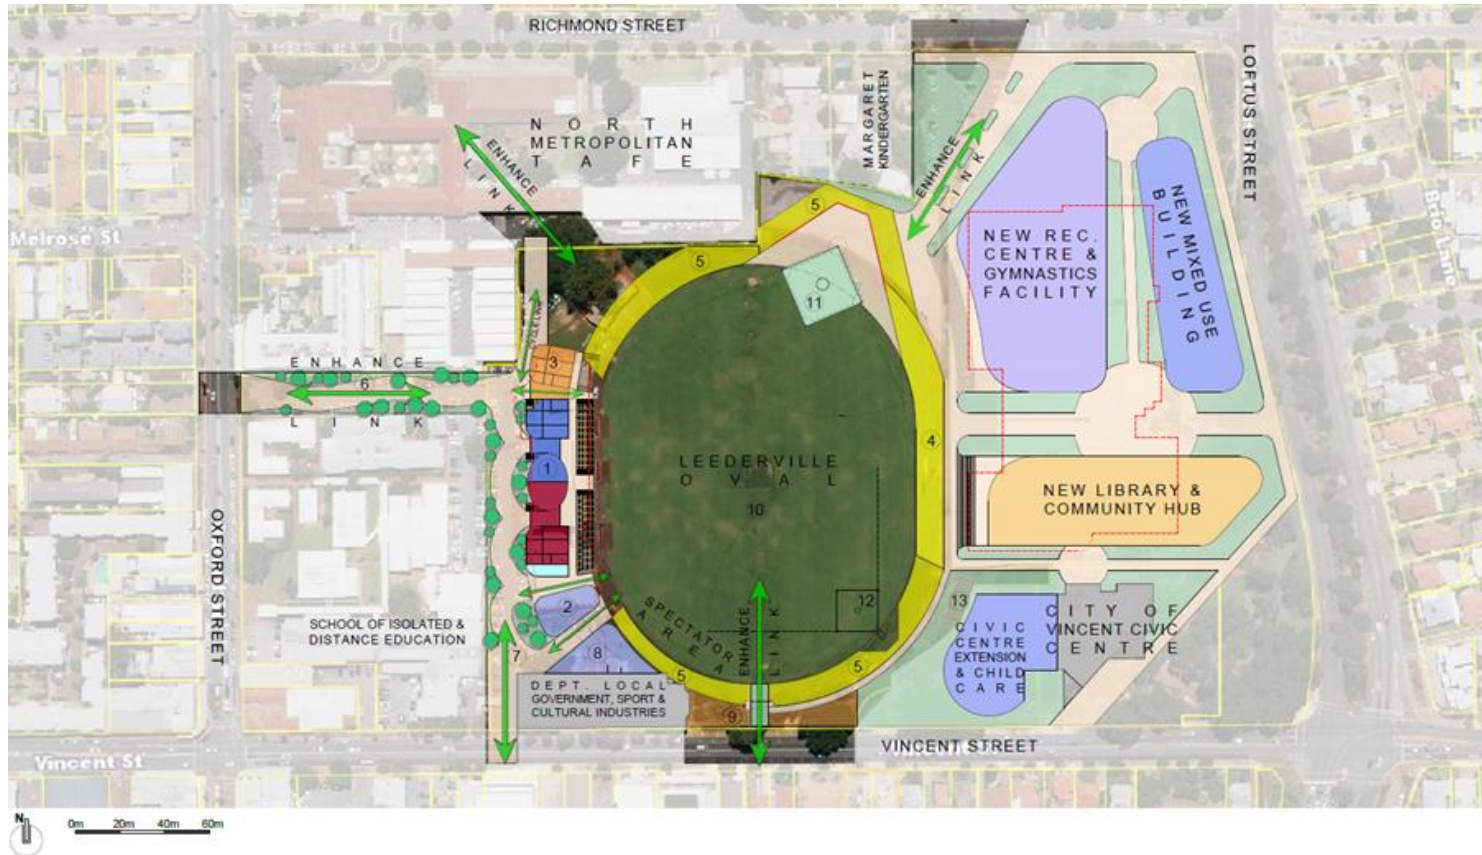 RICHMOND STREET
LOFTUS STREET
MARGARET
KINDERGARTEN
NORTH
METROPOLITAN
TAFE
ENHANCE
LINK
ENHANCE
LINK
5
5
Melrose St
Brio Lane
NEW REC.
CENTRE &
GYMNASTICS
FACILITY
NEW MIXED USE
BUILDING
11
3
ENHANCE
6
LINK
4
1
LEEDERVILLE
OVAL
10
NEW LIBRARY &
COMMUNITY HUB
OXFORD STREET
SCHOOL OF ISOLATED &
DISTANCE EDUCATION
2
SPECTATOR
AREA
ENHANCE
LINK
12
13
CIVIC
CENTRE
EXTENSION
& CHILD
CARE
CITY OF
VINCENT CIVIC
CENTRE
7
8
5
5
DEPT. LOCAL
GOVERNMENT, SPORT &
CULTURAL INDUSTRIES
9
VINCENT STREET
Vincent St
N
0m 20m 40m 60m